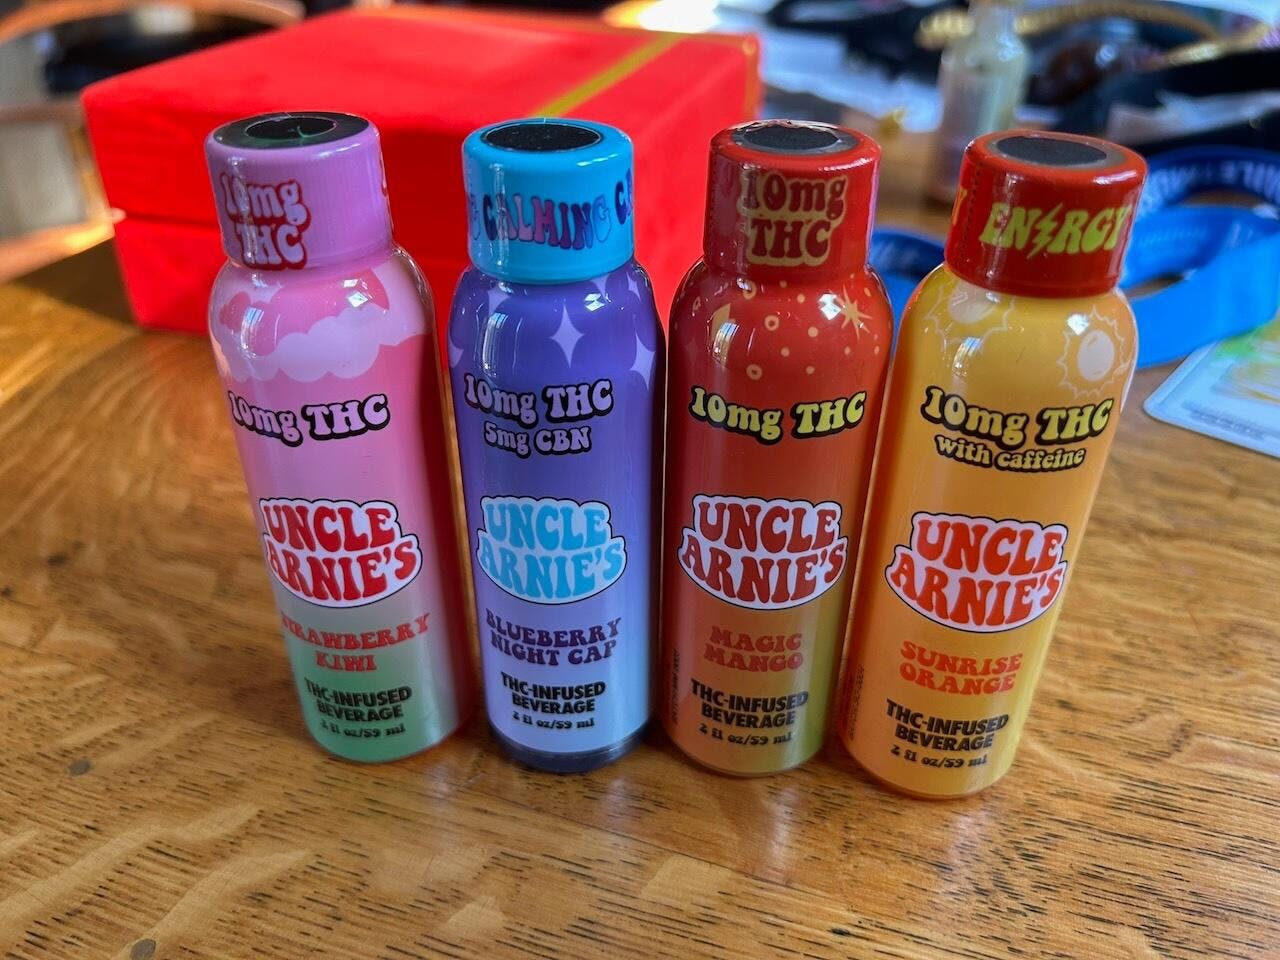 10mg
THC
10mg THC
UNCLE
ARNIE'S
STRAWBERRY
KIWI
THC-INFUSED
BEVERAGE
2 fl oz/59 ml
CALMING
10mg THC
5mg CBN
UNCLE
ARNIE'S
BLUEBERRY
NIGHT CAP
THC-INFUSED
BEVERAGE
2 fl oz/59 ml
10mg
THC
10mg THC
UNCLE
ARNIE'S
MAGIC
MANGO
THC-INFUSED
BEVERAGE
2 fl oz/59 ml
ENERGY
10mg THC
with caffeine
UNCLE
ARNIE'S
SUNRISE
ORANGE
THC-INFUSED
BEVERAGE
2 fl oz/59 ml